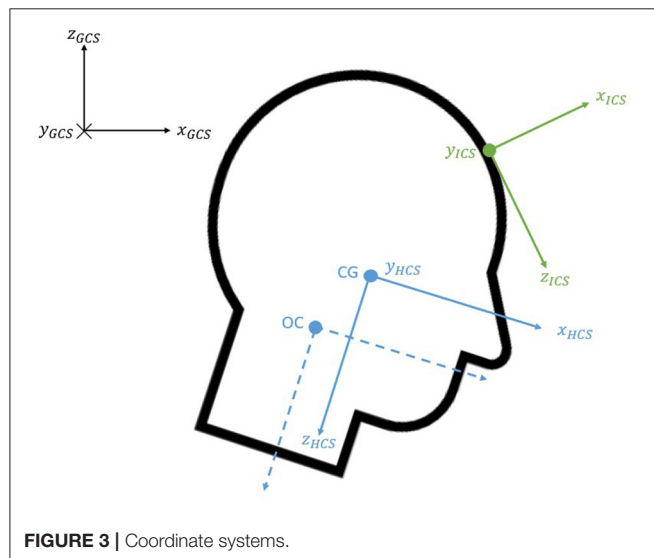 z_GCS
y_GCS x_GCS
x_ICS
y_ICS
z_ICS
CG y_HCS
x_HCS
OC
z_HCS
FIGURE 3 | Coordinate systems.